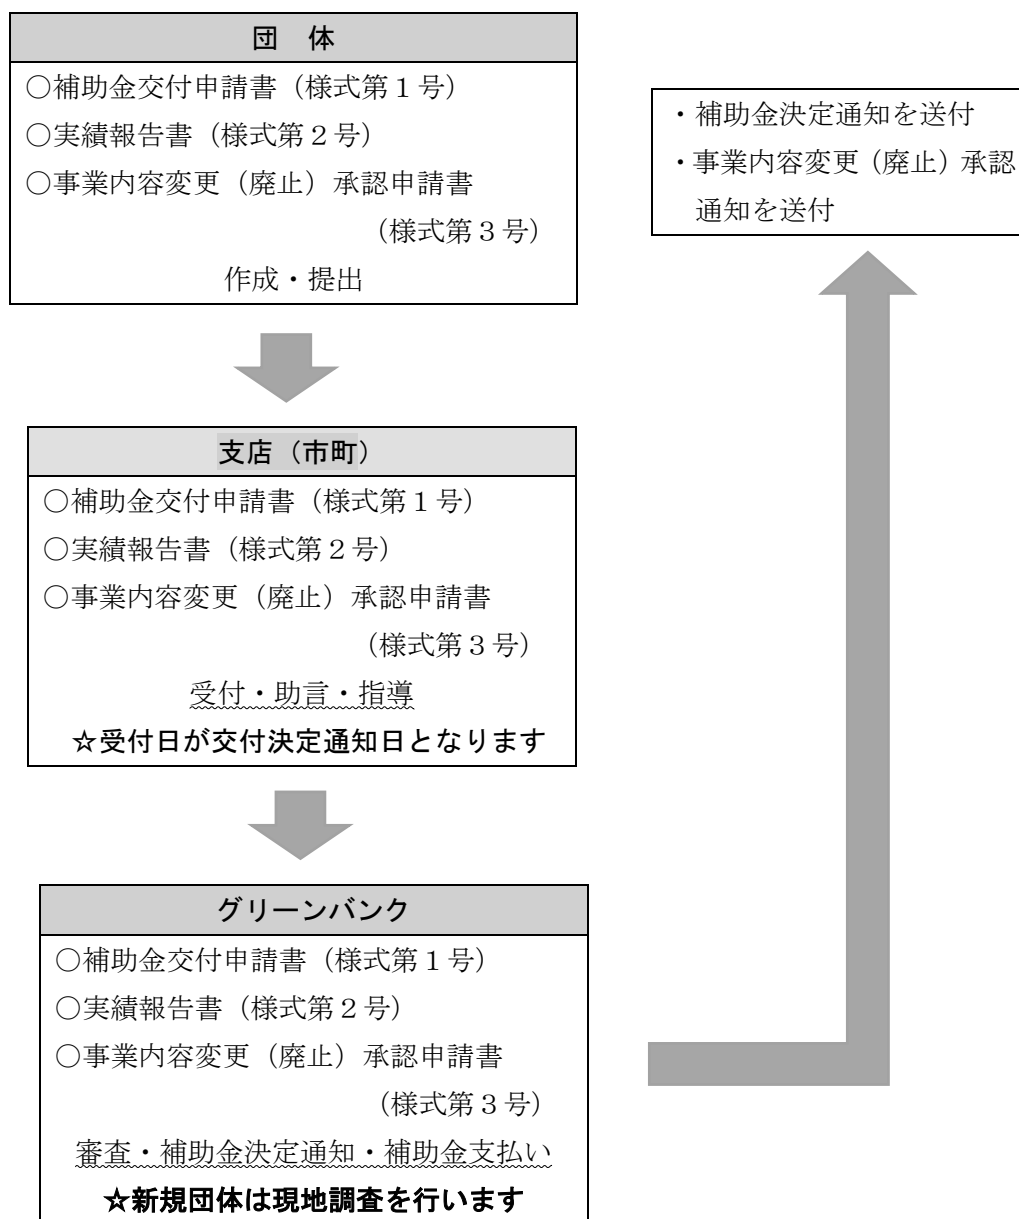 団　体
○補助金交付申請書（様式第１号）
○実績報告書（様式第２号）
○事業内容変更（廃止）承認申請書
（様式第３号）
作成・提出
・補助金決定通知を送付
・事業内容変更（廃止）承認
通知を送付
支店（市町）
○補助金交付申請書（様式第１号）
○実績報告書（様式第２号）
○事業内容変更（廃止）承認申請書
（様式第３号）
受付・助言・指導
☆受付日が交付決定通知日となります
グリーンバンク
○補助金交付申請書（様式第１号）
○実績報告書（様式第２号）
○事業内容変更（廃止）承認申請書
（様式第３号）
審査・補助金決定通知・補助金支払い
☆新規団体は現地調査を行います